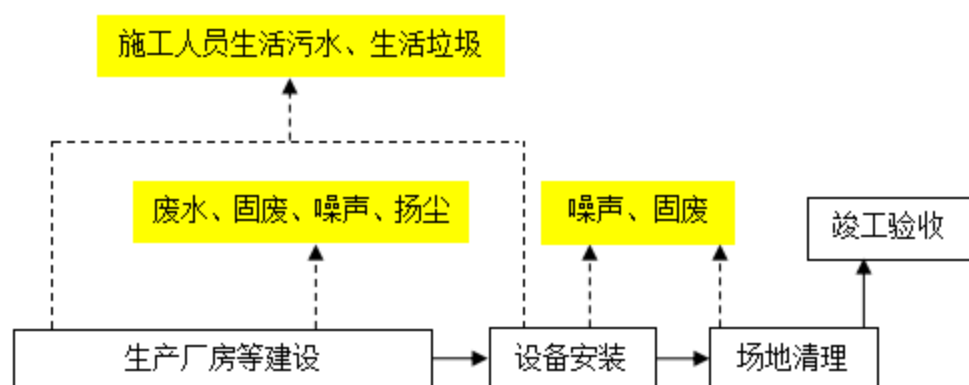 施工人员生活污水、生活垃圾
废水、固废、噪声、扬尘
噪声、固废
竣工验收
生产厂房等建设
设备安装
场地清理